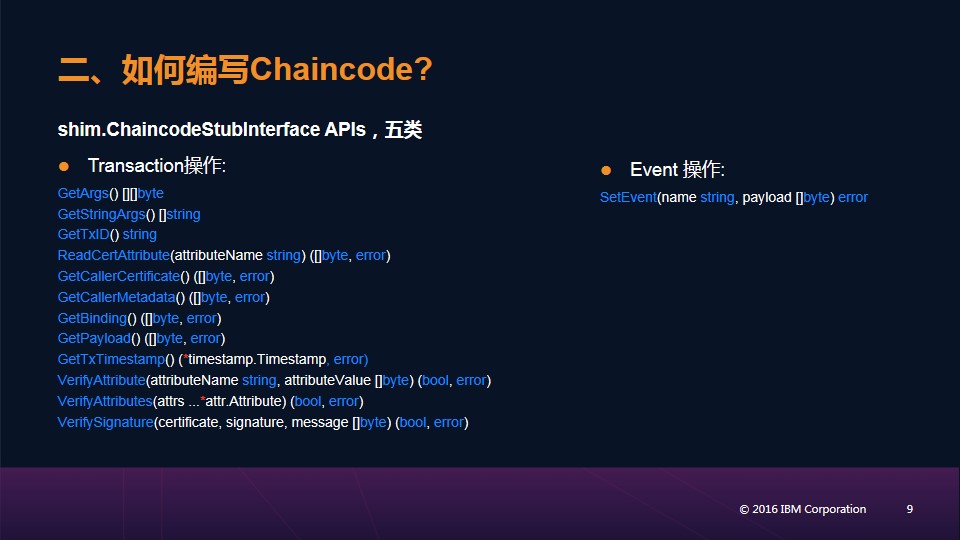 二、如何编写Chaincode?
shim.ChaincodeStubInterface APIs，五类
● Transaction操作:
GetArgs() [][]byte
GetStringArgs() []string
GetTxID() string
ReadCertAttribute(attributeName string) ([]byte, error)
GetCallerCertificate() ([]byte, error)
GetCallerMetadata() ([]byte, error)
GetBinding() ([]byte, error)
GetPayload() ([]byte, error)
GetTxTimestamp() (*timestamp.Timestamp, error)
VerifyAttribute(attributeName string, attributeValue []byte) (bool, error)
VerifyAttributes(attrs ...*attr.Attribute) (bool, error)
VerifySignature(certificate, signature, message []byte) (bool, error)
● Event 操作:
SetEvent(name string, payload []byte) error
© 2016 IBM Corporation
9